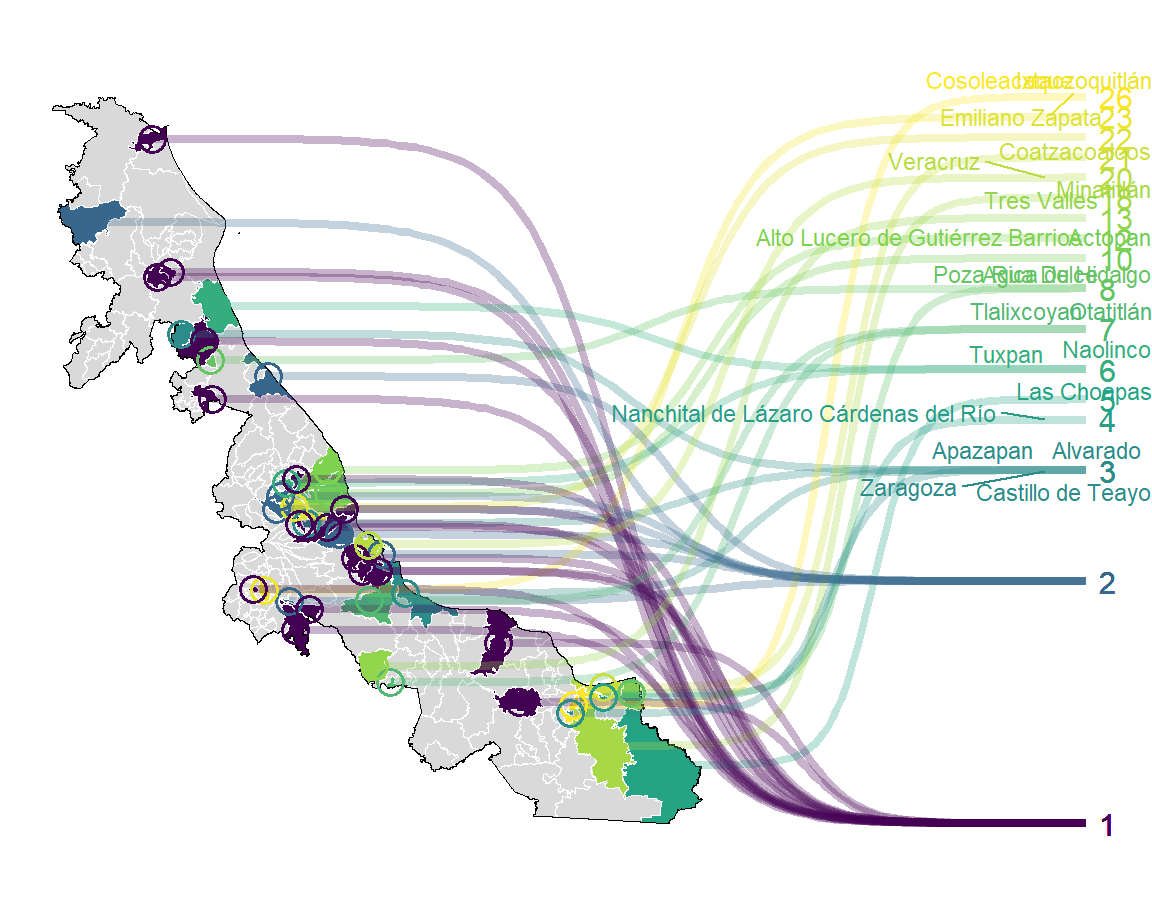 Cosoleacaque Ixtaczoquitlán
26
Emiliano Zapata 23
22
Coatzacoalcos
21
Veracruz
20
Minatitlán
18
Tres Valles
13
Alto Lucero de Gutiérrez Barrios Actopan
12
10
Poza Rica De Hidalgo Agua Dulce
8
Tlalixcoyan Otatitlán
7
Tuxpan Naolinco
6
Las Choapas
5
Nanchital de Lázaro Cárdenas del Río
4
Apazapan Alvarado
3
Zaragoza Castillo de Teayo
2
1